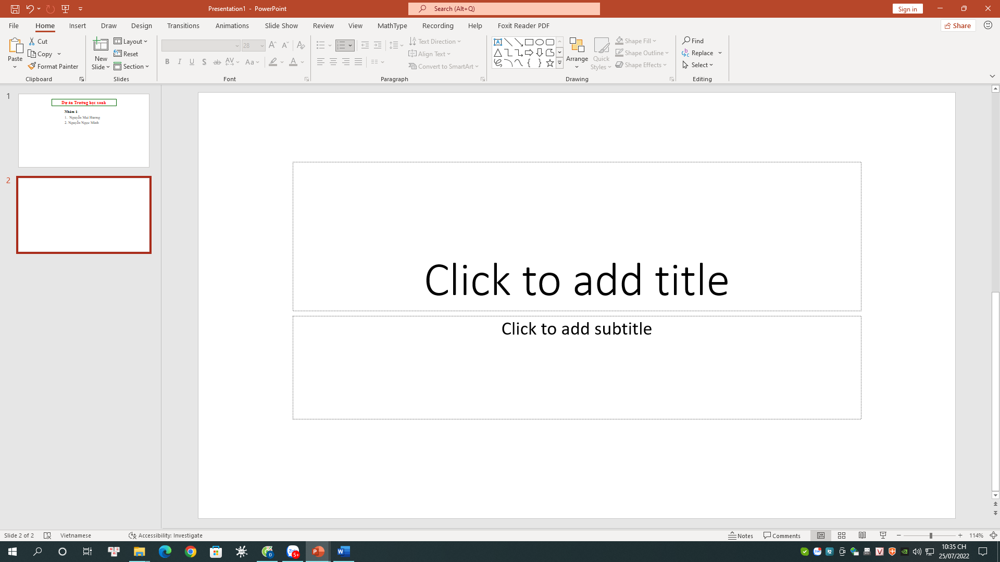 Presentation1 - PowerPoint
Search (Alt+Q)
Sign in
File Home Insert Draw Design Transitions Animations Slide Show Review View MathType Recording Help Foxit Reader PDF
Share
Paste
Cut
Copy
Format Painter
Clipboard
New Slide
Layout
Reset
Section
Slides
28
Font
Text Direction
Align Text
Convert to SmartArt
Paragraph
Arrange
Quick Styles
Shape Fill
Shape Outline
Shape Effects
Drawing
Find
Replace
Select
Editing
1
Dự án Trường học xanh
Nhóm 1:
1. Nguyễn Mai Hương
2. Nguyễn Ngọc Minh
2
Click to add title
Click to add subtitle
Slide 2 of 2
Vietnamese
Accessibility: Investigate
Notes
Comments
114%
10:35 CH
25/07/2022